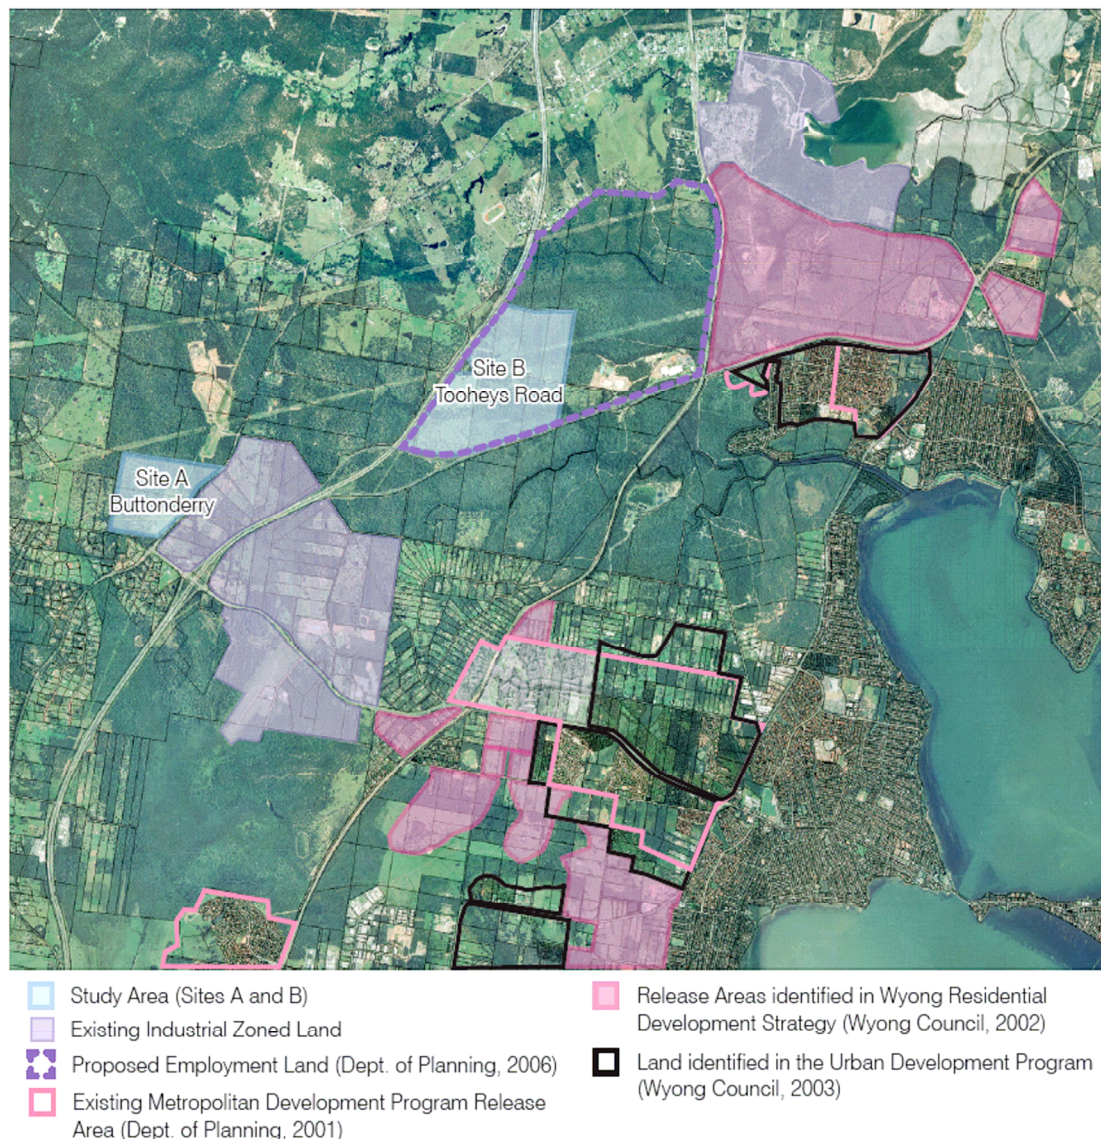 Site B
Tooheys Road
Site A
Buttonderry
Study Area (Sites A and B)
Existing Industrial Zoned Land
Proposed Employment Land (Dept. of Planning, 2006)
Existing Metropolitan Development Program Release
Area (Dept. of Planning, 2001)
Release Areas identified in Wyong Residential
Development Strategy (Wyong Council, 2002)
Land identified in the Urban Development Program
(Wyong Council, 2003)